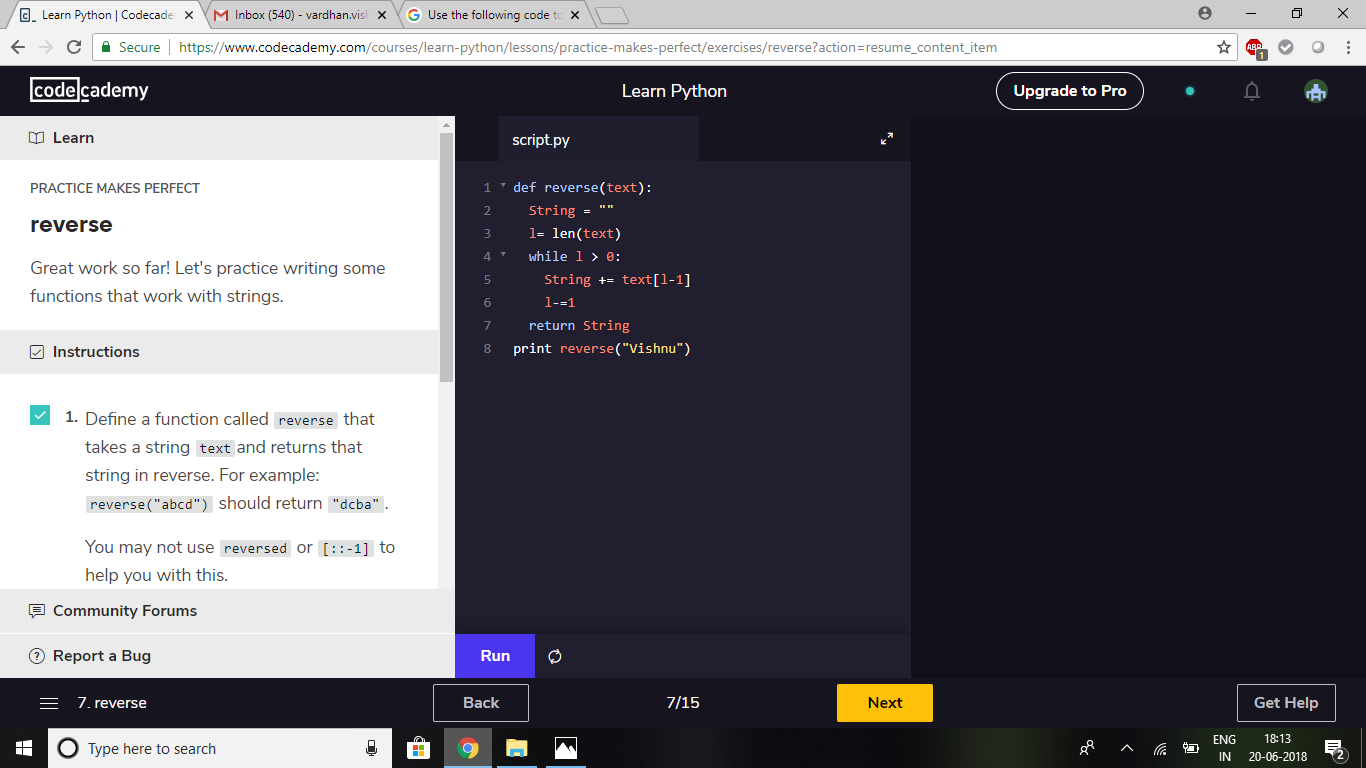 Learn Python | Codecade
Inbox (540) - vardhan.vish
Use the following code to
Secure
https://www.codecademy.com/courses/learn-python/lessons/practice-makes-perfect/exercises/reverse?action=resume_content_item
ABP
1
codecademy
Learn Python
Upgrade to Pro
Learn
script.py
PRACTICE MAKES PERFECT
reverse
Great work so far! Let's practice writing some
functions that work with strings.
Instructions
1. Define a function called reverse that
takes a string text and returns that
string in reverse. For example:
reverse("abcd") should return "dcba".
You may not use reversed or [::-1] to
help you with this.
Community Forums
Report a Bug
1 def reverse(text):
2   String = ""
3   l= len(text)
4   while l > 0:
5     String += text[l-1]
6     l-=1
7   return String
8 print reverse("Vishnu")
Run
7. reverse
Back
7/15
Next
Get Help
Type here to search
ENG
IN
18:13
20-06-2018
2